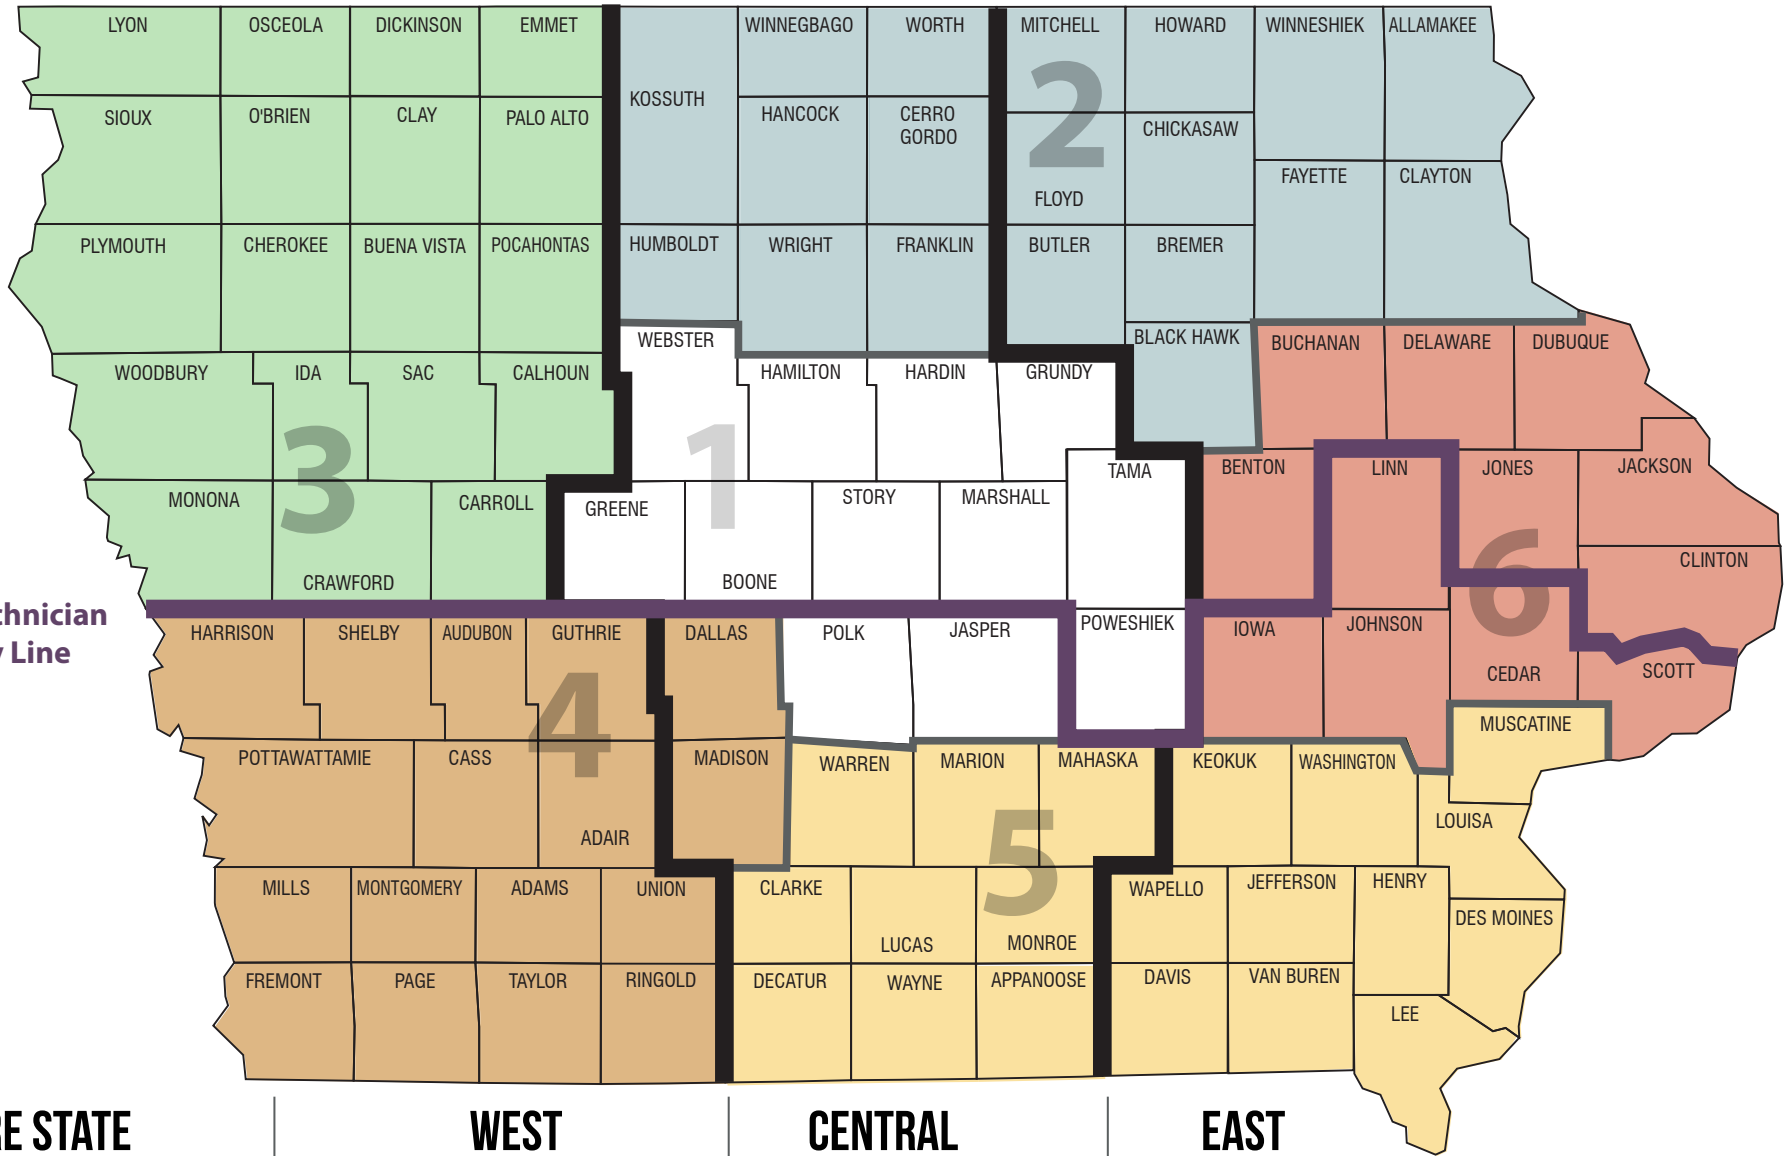 LYON
OSCEOLA
DICKINSON
EMMET
WINNEGBAGO
WORTH
MITCHELL
HOWARD
WINNESHIEK
ALLAMAKEE
KOSSUTH
2
SIOUX
O'BRIEN
CLAY
PALO ALTO
HANCOCK
CERRO
GORDO
CHICKASAW
FLOYD
FAYETTE
CLAYTON
PLYMOUTH
CHEROKEE
BUENA VISTA
POCAHONTAS
HUMBOLDT
WRIGHT
FRANKLIN
BUTLER
BREMER
WEBSTER
BLACK HAWK
BUCHANAN
DELAWARE
DUBUQUE
WOODBURY
IDA
SAC
CALHOUN
HAMILTON
HARDIN
GRUNDY
3
1
TAMA
BENTON
LINN
JONES
JACKSON
MONONA
CARROLL
GREENE
STORY
MARSHALL
CRAWFORD
BOONE
CLINTON
6
chnician
Line
HARRISON
SHELBY
AUDUBON
GUTHRIE
DALLAS
POLK
JASPER
POWESHIEK
IOWA
JOHNSON
CEDAR
SCOTT
4
MUSCATINE
POTTAWATTAMIE
CASS
MADISON
WARREN
MARION
MAHASKA
KEOKUK
WASHINGTON
ADAIR
5
LOUISA
MILLS
MONTGOMERY
ADAMS
UNION
CLARKE
LUCAS
MONROE
WAPELLO
JEFFERSON
HENRY
DES MOINES
FREMONT
PAGE
TAYLOR
RINGOLD
DECATUR
WAYNE
APPANOOSE
DAVIS
VAN BUREN
LEE
RE STATE
WEST
CENTRAL
EAST